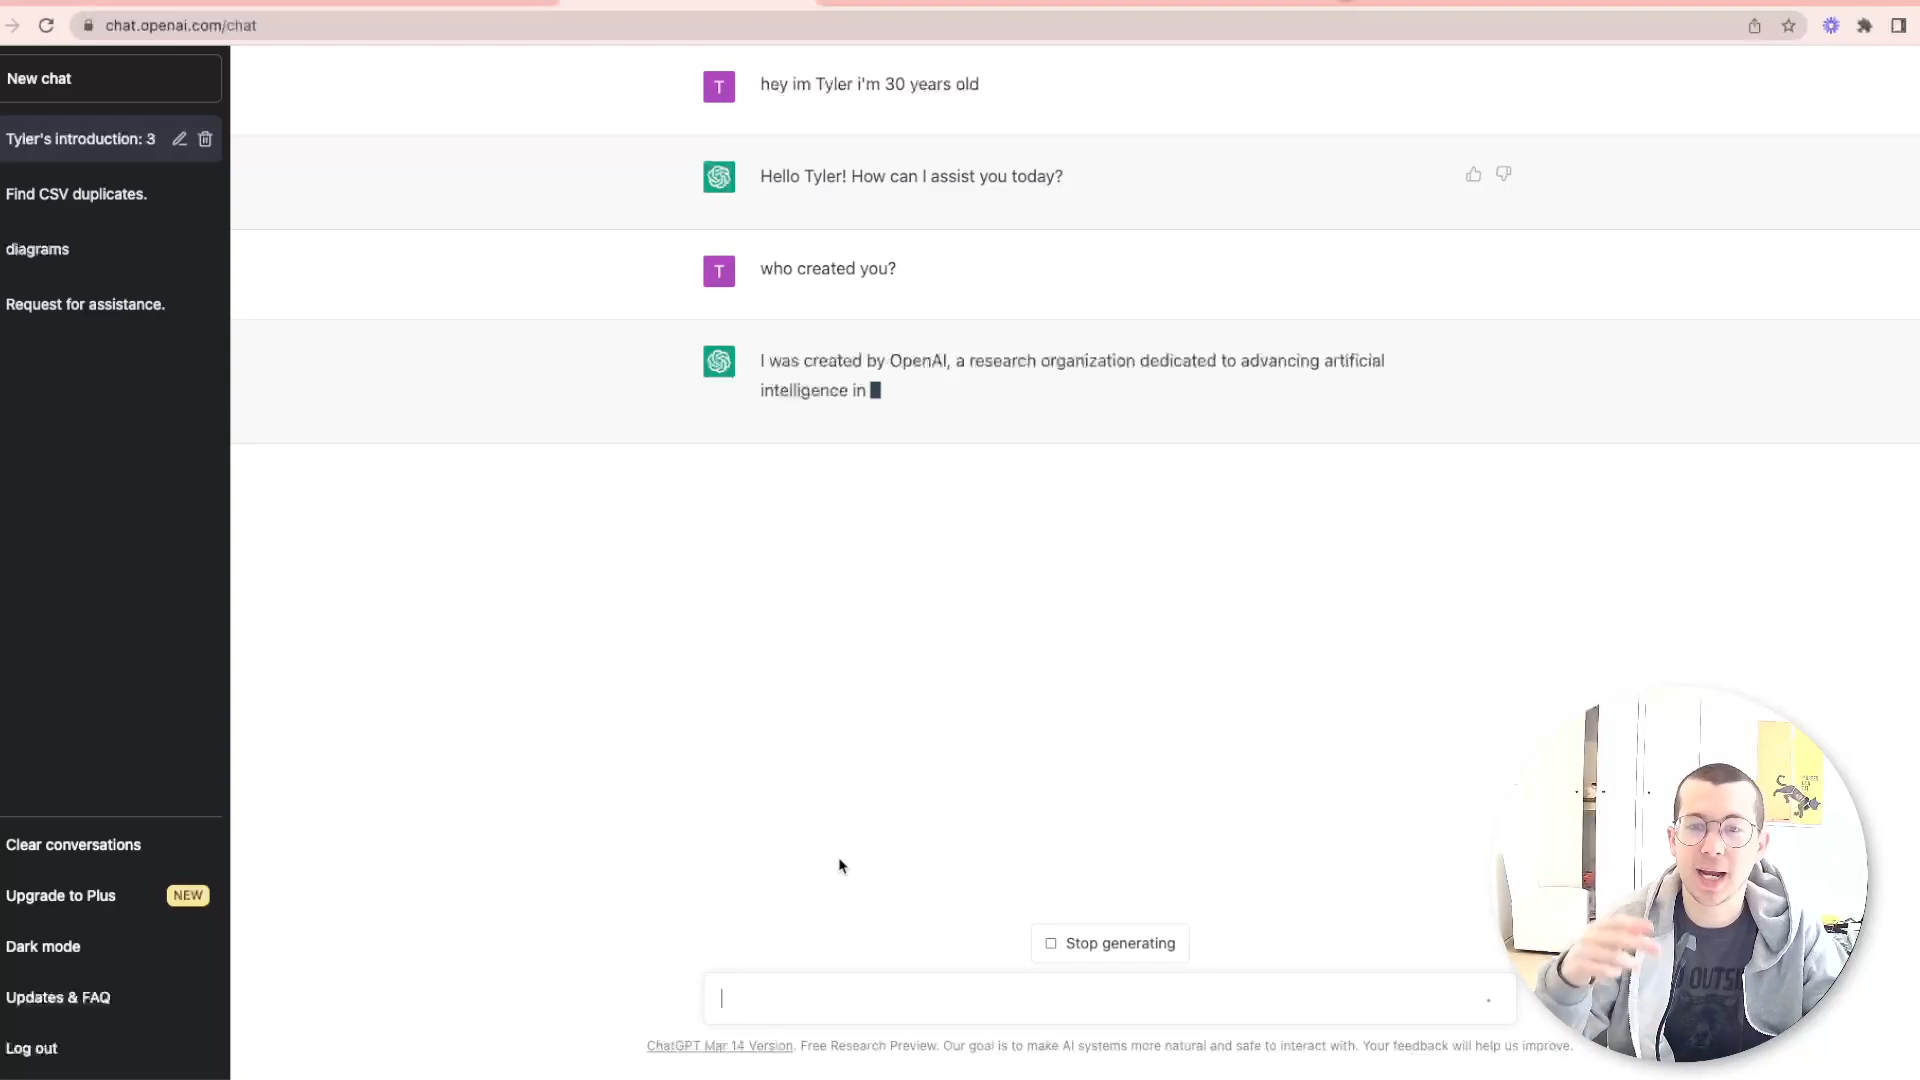 chat.openai.com/chat
New chat
Tyler's introduction: 3
Find CSV duplicates.
diagrams
Request for assistance.
Clear conversations
Upgrade to Plus NEW
Dark mode
Updates & FAQ
Log out
T hey im Tyler i'm 30 years old
Hello Tyler! How can I assist you today?
T who created you?
I was created by OpenAI, a research organization dedicated to advancing artificial
intelligence in
Stop generating
ChatGPT Mar 14 Version. Free Research Preview. Our goal is to make AI systems more natural and safe to interact with. Your feedback will help us improve.